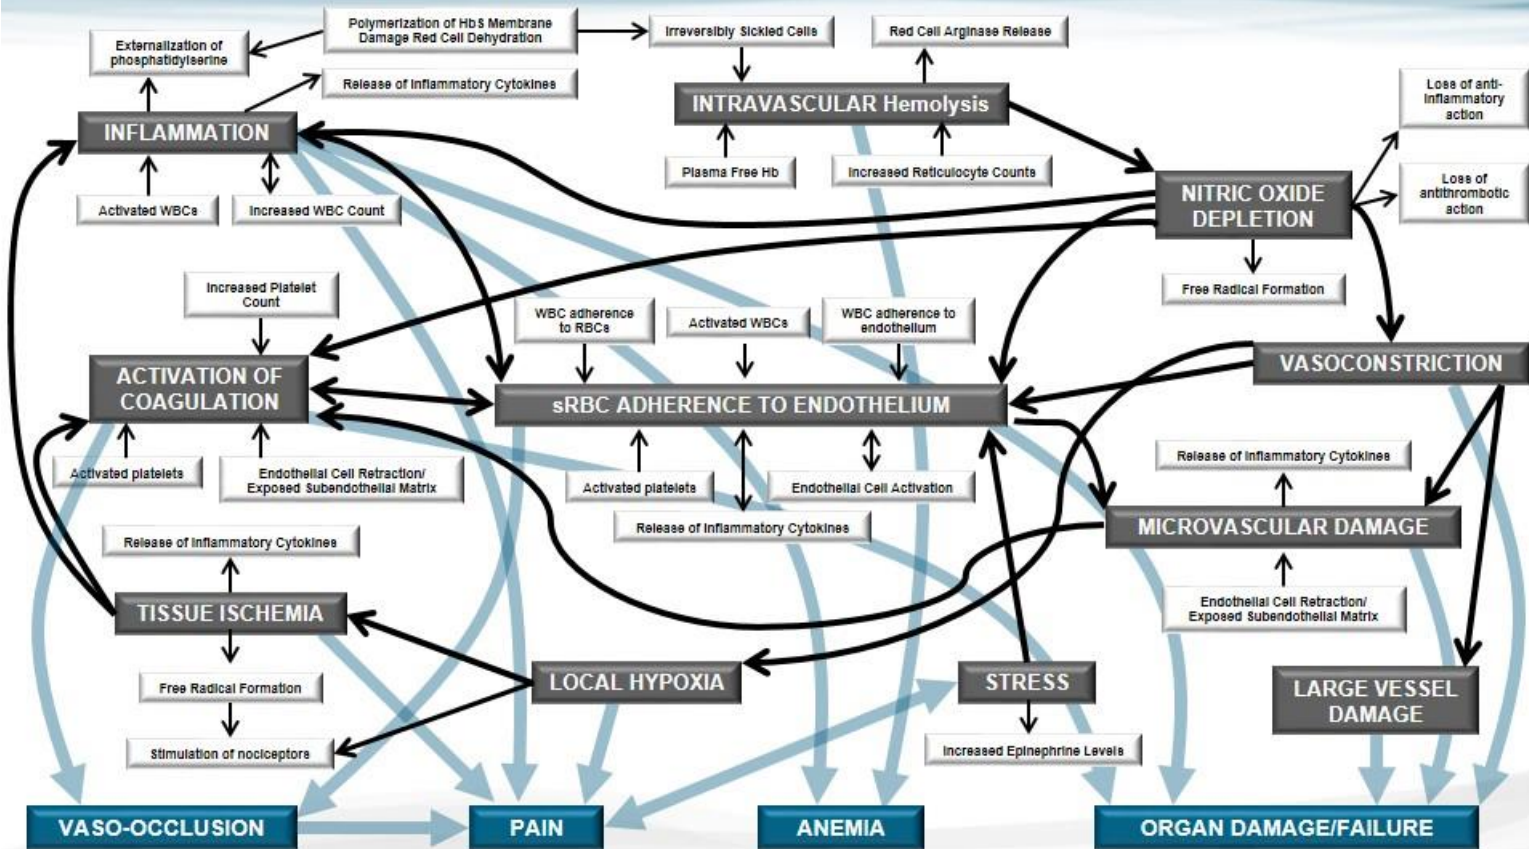 Polymerization of HbS Membrane
Damage Red Cell Dehydration
Irreversibly Sickled Cells
Red Cell Arginase Release
Externalization of
phosphatidylserine
Release of Inflammatory Cytokines
Loss of anti-
Inflammatory
action
INTRAVASCULAR Hemolysis
INFLAMMATION
Plasma Free Hb
Increased Reticulocyte Counts
Loss of
antithrombotic
action
NITRIC OXIDE
DEPLETION
Activated WBCs
Increased WBC Count
Free Radical Formation
Increased Platelet
Count
WBC adherence
to RBCs
Activated WBCs
WBC adherence to
endothelium
VASOCONSTRICTION
ACTIVATION OF
COAGULATION
sRBC ADHERENCE TO ENDOTHELIUM
Activated platelets
Endothelial Cell Retraction/
Exposed Subendothelial Matrix
Activated platelets
Endothelial Cell Activation
Release of Inflammatory Cytokines
Release of Inflammatory Cytokines
MICROVASCULAR DAMAGE
Release of Inflammatory Cytokines
Endothelial Cell Retraction/
Exposed Subendothelial Matrix
TISSUE ISCHEMIA
Free Radical Formation
LOCAL HYPOXIA
STRESS
LARGE VESSEL
DAMAGE
Stimulation of nociceptors
Increased Epinephrine Levels
VASO-OCCLUSION
PAIN
ANEMIA
ORGAN DAMAGE/FAILURE